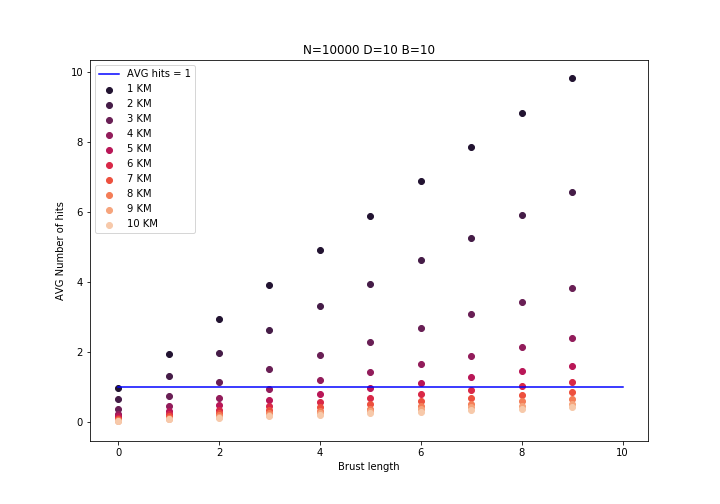 N=10000 D=10 B=10
AVG hits = 1
1 KM
2 KM
3 KM
4 KM
5 KM
6 KM
7 KM
8 KM
9 KM
10 KM
AVG Number of hits
10
8
6
4
2
0
0 2 4 6 8 10
Brust length